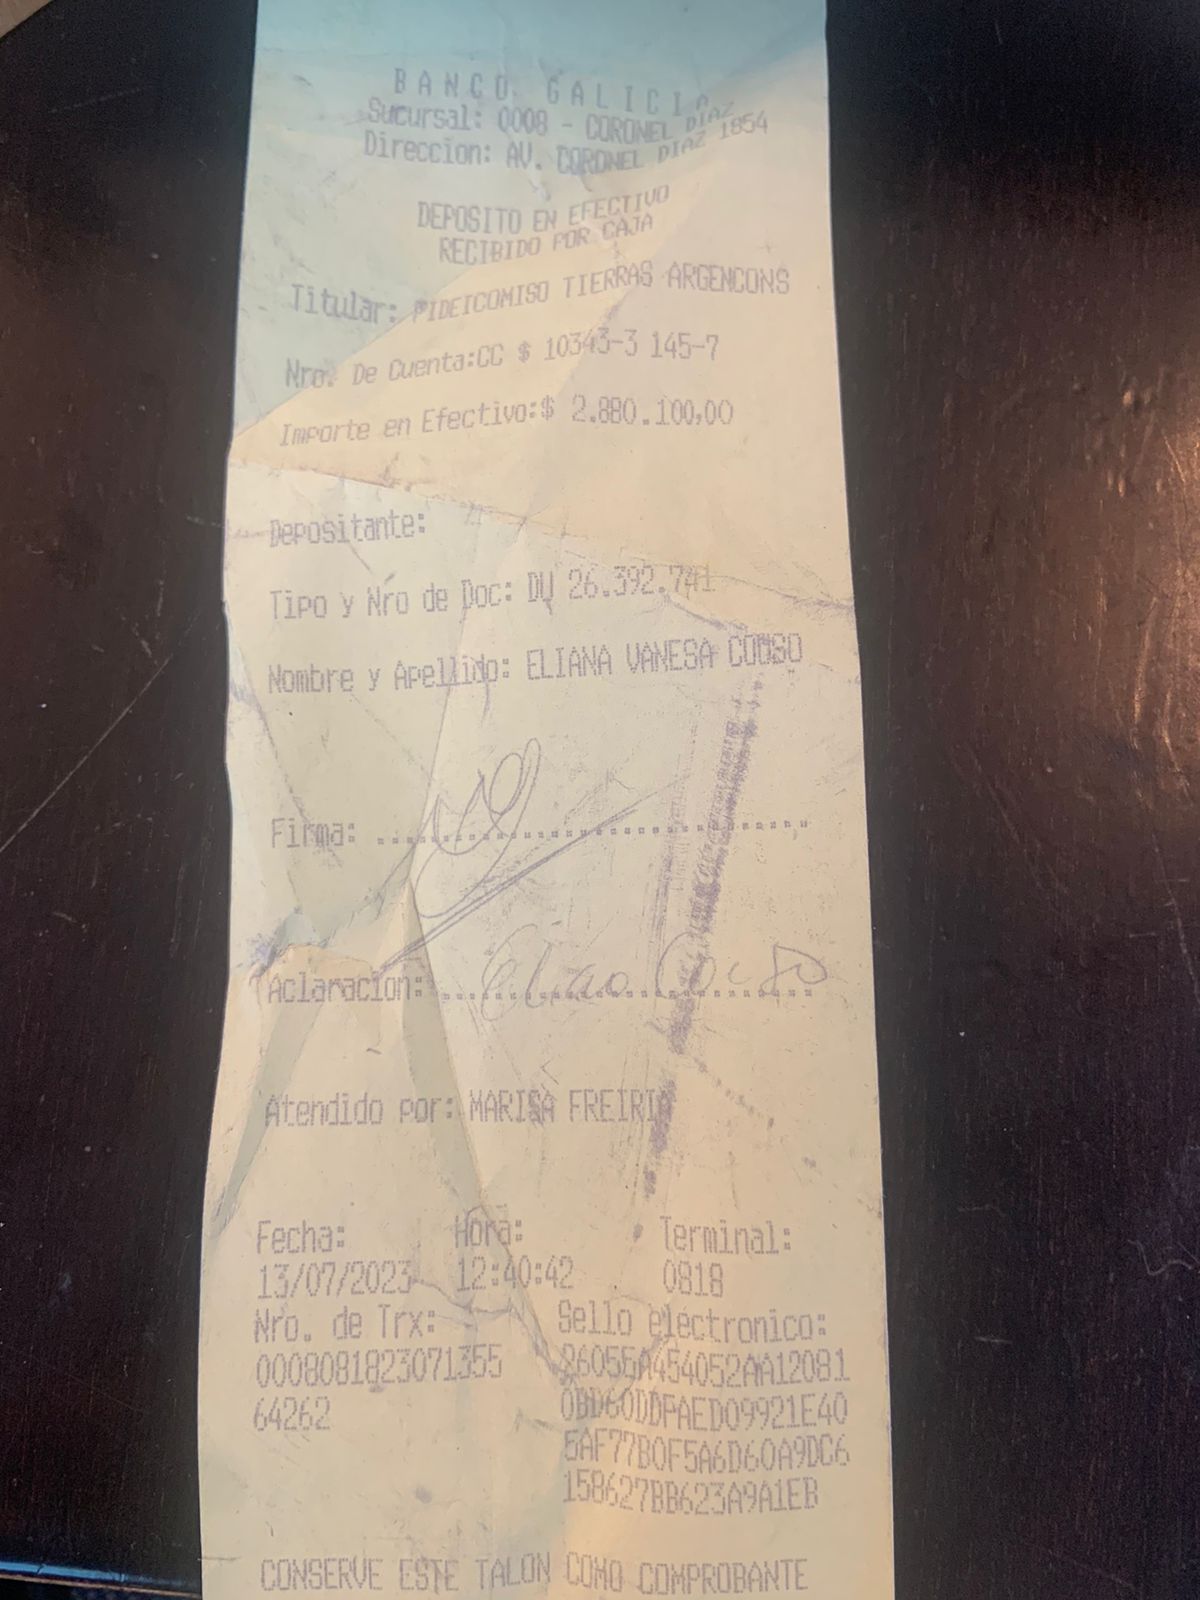 BANCO GALICIA
Sucursal: 0008 - CORONEL DIAZ
Direccion: AV. CORONEL DIAZ 1854
DEPOSITO EN EFECTIVO
RECIBIDO POR CAJA
Titular: FIDEICOMISO TIERRAS ARGENCONS
Nro. De Cuenta:CC $ 10343-3 145-7
Importe en Efectivo:$ 2.880.100,00
Depositante:
Tipo y Nro de Doc: DU 26.392.741
Nombre y Apellido: ELIANA VANESA COUSO
Firma:
Aclaracion: Eliana Couso
Atendido por: MARISA FREIRIA
Fecha: Hora: Terminal:
13/07/2023 12:40:42 0818
Nro. de Trx: Sello electronico:
0008081823071355 86055A454052AA12081
64262 0BD60DDFAED09921E40
5AF77B0F5A6D60A9DC6
158627BB623A9A1EB
CONSERVE ESTE TALON COMO COMPROBANTE